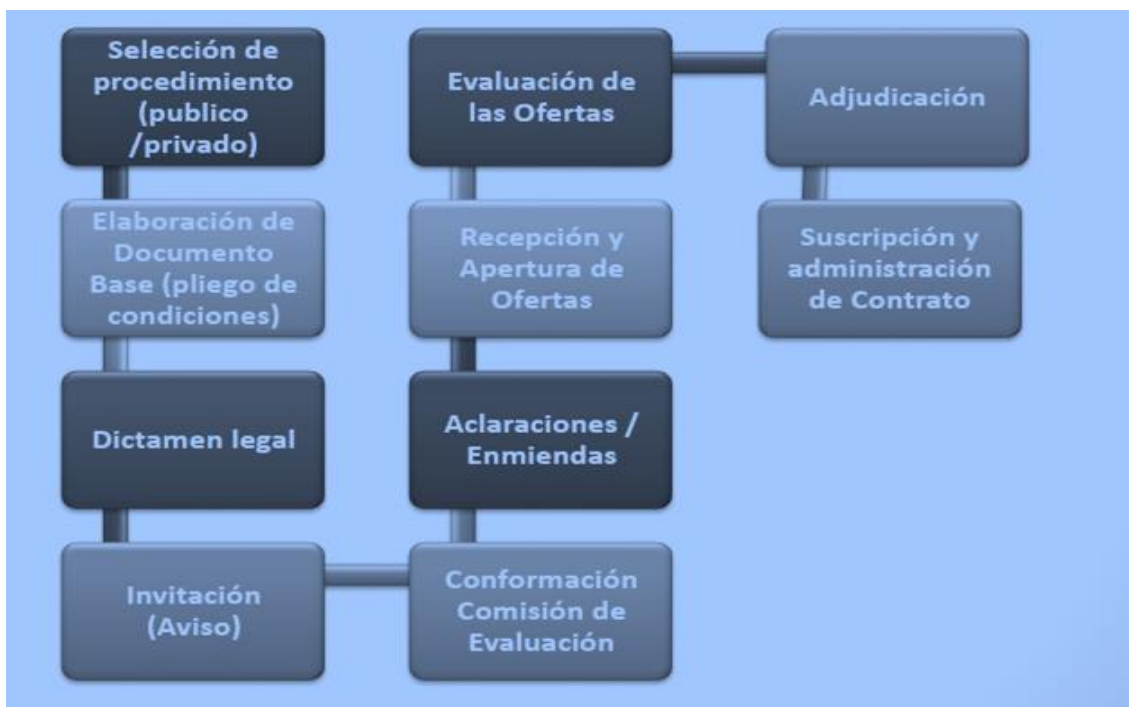 Selección de
procedimiento
(publico
/privado)
Elaboración de
Documento
Base (pliego de
condiciones)
Dictamen legal
Invitación
(Aviso)
Conformación
Comisión de
Evaluación
Aclaraciones /
Enmiendas
Recepción y
Apertura de
Ofertas
Evaluación de
las Ofertas
Adjudicación
Suscripción y
administración
de Contrato